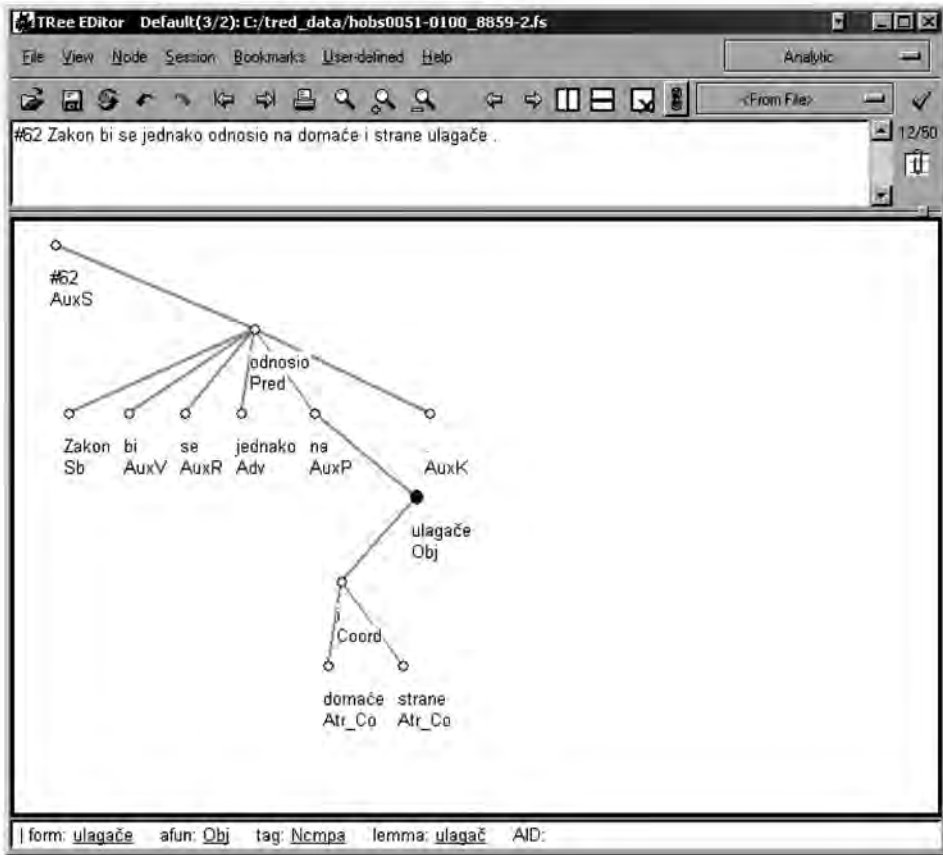 TRee EDitor Default(3/2): C:/tred_data/hobs0051-0100_8859-2.fs
File View Node Session Bookmarks User-defined Help Analytic
<From File>
#62 Zakon bi se jednako odnosio na domaće i strane ulagače .
12/50
#62
AuxS
odnosio
Pred
Zakon bi se jednako na
Sb AuxV AuxR Adv AuxP AuxK
ulagače
Obj
i
Coord
domaće strane
Atr_Co Atr_Co
form: ulagače afun: Obj tag: Ncmpa lemma: ulagač AID: